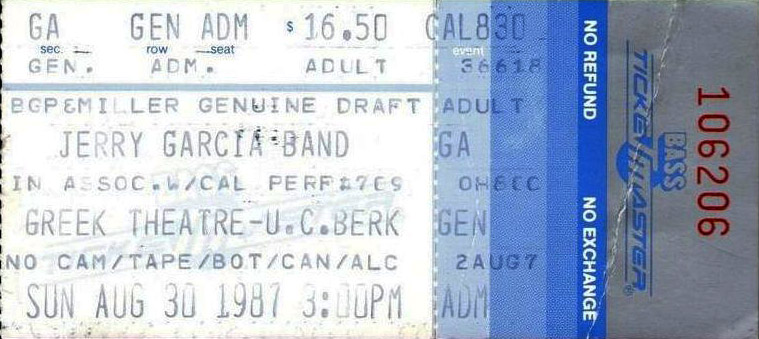 GA GEN ADM $16.50 CAL830
sec. row seat event
GEN. ADM. ADULT 36618
BGP&MILLER GENUINE DRAFT ADULT
JERRY GARCIA BAND GA
IN ASSOC.W/CAL PERF
GREEK THEATRE-U.C.BERK GEN
NO CAM/TAPE/BOT/CAN/ALC 2AUG7
SUN AUG 30 1987 3:00PM ADM
NO REFUND NO EXCHANGE
BASS
TICKETMASTER®
106206